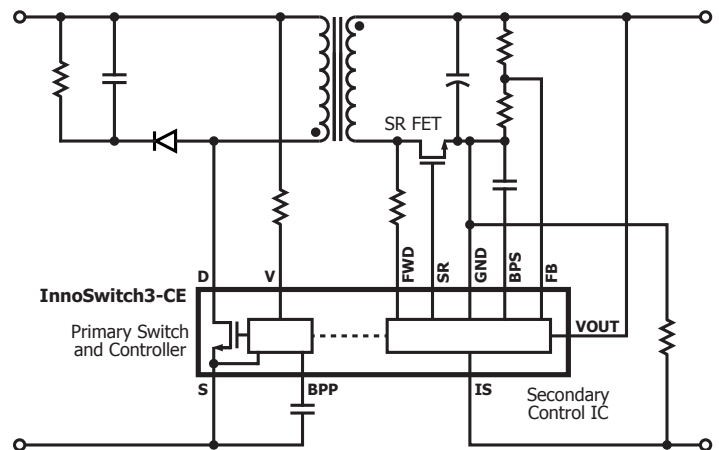 SR FET
D
V
FWD
SR
GND
BPS
FB
InnoSwitch3-CE
VOUT
Primary Switch
and Controller
S
BPP
IS
Secondary
Control IC